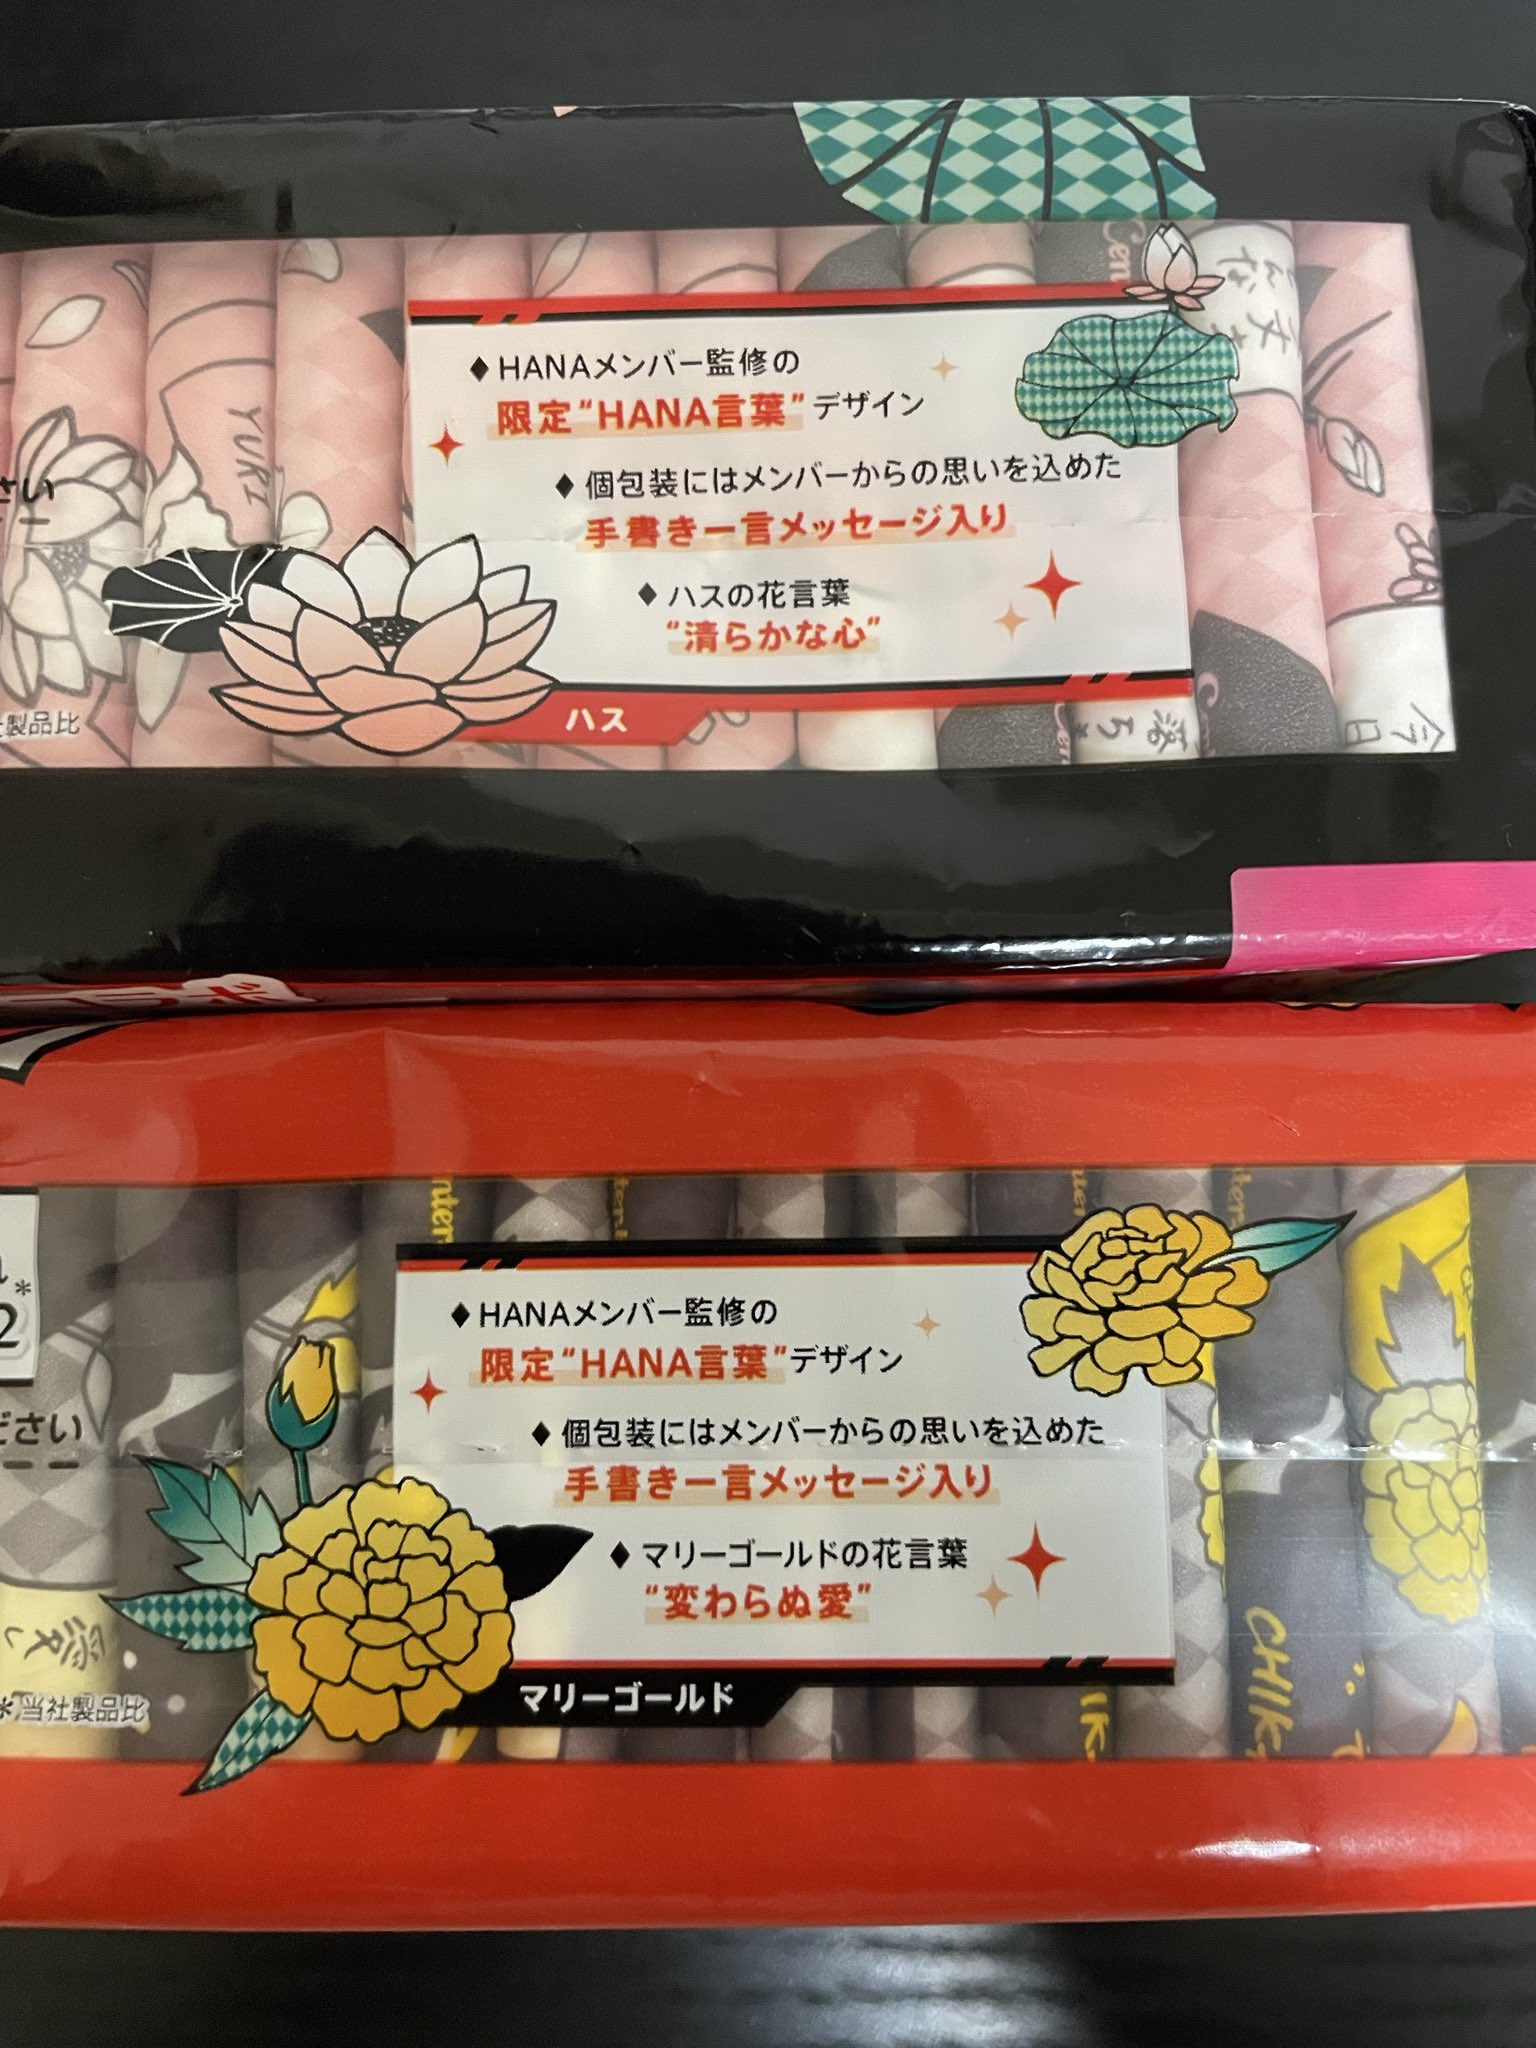 YURI
さい
社製品比
◆HANAメンバー監修の
限定“HANA言葉”デザイン
◆個包装にはメンバーからの思いを込めた
手書き一言メッセージ入り
◆ハスの花言葉
“清らかな心”
ハス
Cen
今日
2*
ださい
*当社製品比
◆HANAメンバー監修の
限定“HANA言葉”デザイン
◆個包装にはメンバーからの思いを込めた
手書き一言メッセージ入り
◆マリーゴールドの花言葉
“変わらぬ愛”
マリーゴールド
CHIK